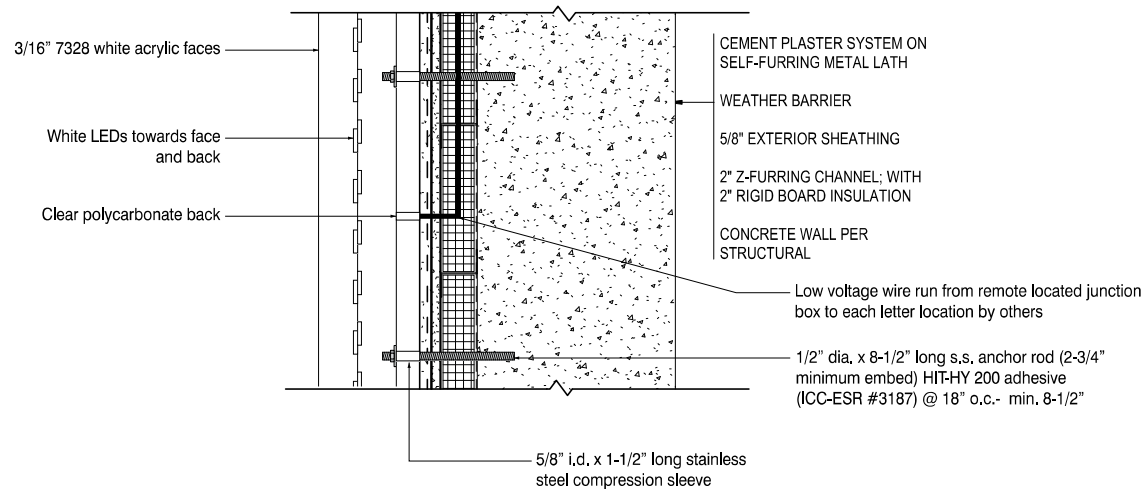 3/16” 7328 white acrylic faces
White LEDs towards face
and back
Clear polycarbonate back
CEMENT PLASTER SYSTEM ON
SELF-FURRING METAL LATH
WEATHER BARRIER
5/8" EXTERIOR SHEATHING
2" Z-FURRING CHANNEL; WITH
2" RIGID BOARD INSULATION
CONCRETE WALL PER
STRUCTURAL
Low voltage wire run from remote located junction
box to each letter location by others
1/2” dia. x 8-1/2” long s.s. anchor rod (2-3/4”
minimum embed) HIT-HY 200 adhesive
(ICC-ESR #3187) @ 18” o.c.- min. 8-1/2”
5/8” i.d. x 1-1/2” long stainless
steel compression sleeve